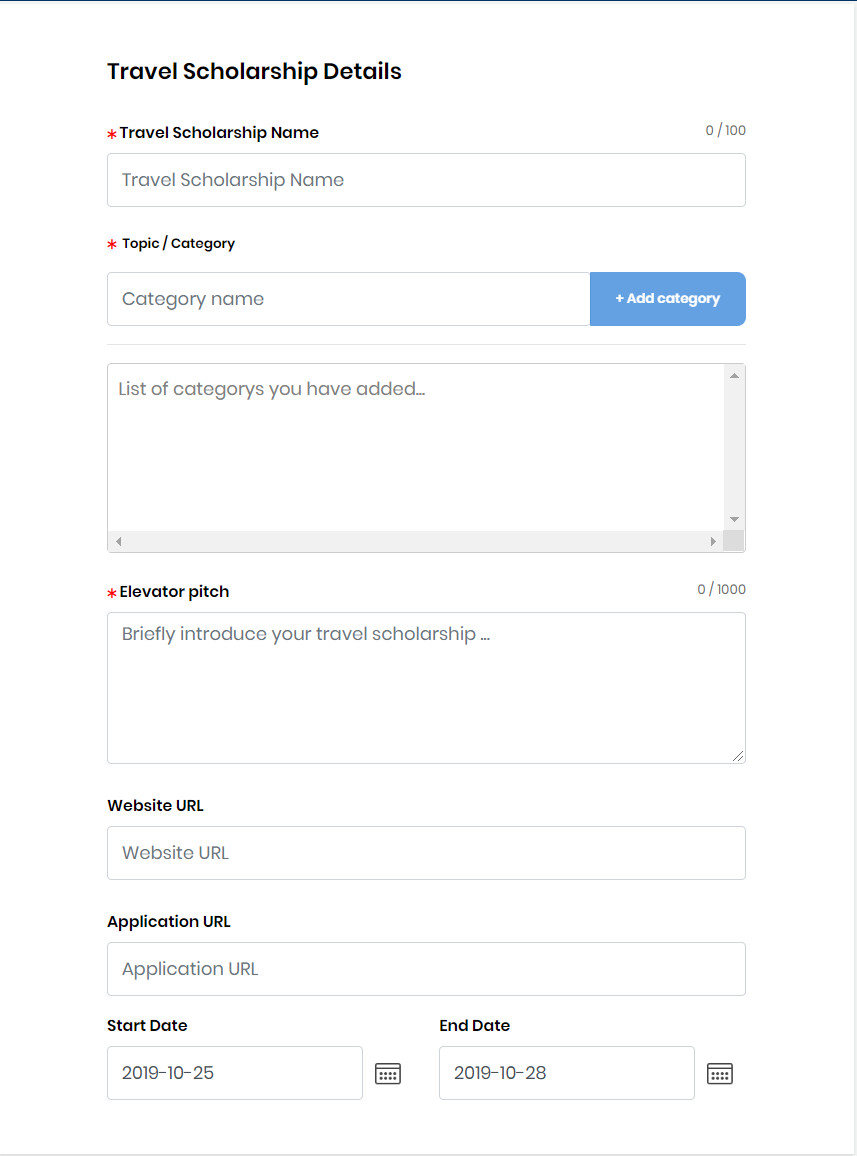 Travel Scholarship Details
*Travel Scholarship Name
0 / 100
Travel Scholarship Name
* Topic / Category
Category name
+ Add category
List of categorys you have added...
*Elevator pitch
0 / 1000
Briefly introduce your travel scholarship ...
Website URL
Website URL
Application URL
Application URL
Start Date
End Date
2019-10-25
2019-10-28